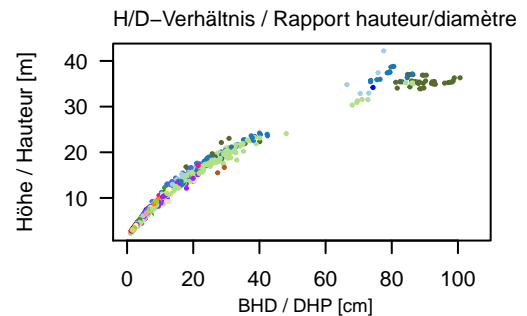 H/D−Verhältnis / Rapport hauteur/diamètre
Höhe / Hauteur [m]
40
30
20
10
0 20 40 60 80 100
BHD / DHP [cm]